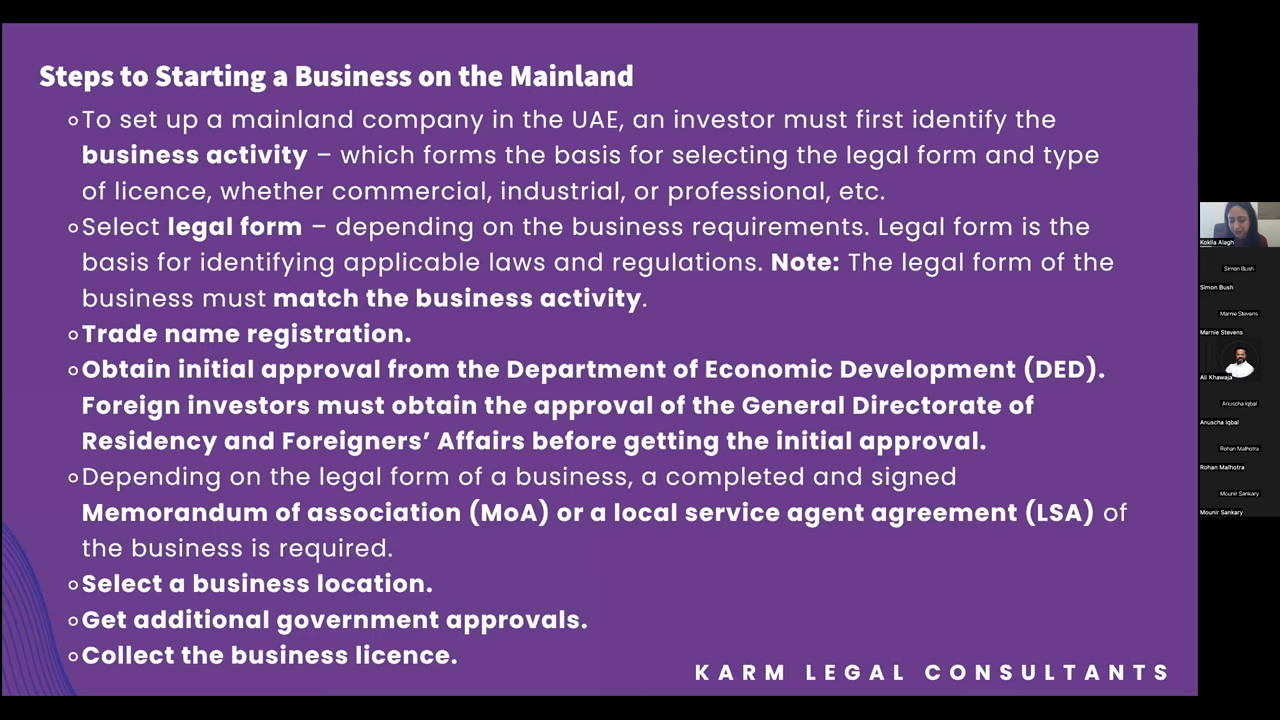 Steps to Starting a Business on the Mainland
To set up a mainland company in the UAE, an investor must first identify the
business activity – which forms the basis for selecting the legal form and type
of licence, whether commercial, industrial, or professional, etc.
Select legal form – depending on the business requirements. Legal form is the
basis for identifying applicable laws and regulations. Note: The legal form of the
business must match the business activity.
Trade name registration.
Obtain initial approval from the Department of Economic Development (DED).
Foreign investors must obtain the approval of the General Directorate of
Residency and Foreigners’ Affairs before getting the initial approval.
Depending on the legal form of a business, a completed and signed
Memorandum of association (MoA) or a local service agent agreement (LSA) of
the business is required.
Select a business location.
Get additional government approvals.
Collect the business licence.
KARM LEGAL CONSULTANTS
Kokila Alagh
Simon Bush
Simon Bush
Marnie Stevens
Marnie Stevens
Ali Khawaja
Anuscha Iqbal
Anuscha Iqbal
Rohan Malhotra
Rohan Malhotra
Mounir Sankary
Mounir Sankary